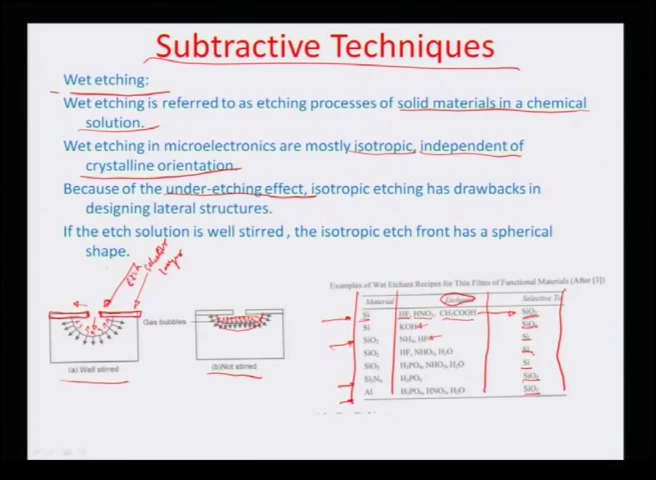 Subtractive Techniques
Wet etching:
Wet etching is referred to as etching processes of solid materials in a chemical
solution.
Wet etching in microelectronics are mostly isotropic, independent of
crystalline orientation.
Because of the under-etching effect, isotropic etching has drawbacks in
designing lateral structures.
If the etch solution is well stirred , the isotropic etch front has a spherical
shape.
etch
Gas bubbles
(a) Well stirred
(b)Not stirred
Examples of Wet Etchant Recipes for Thin Films of Functional Materials (After [3])
Material Etchants Selective To
Si HF, HNO3, CH3COOH SiO2
Si KOH SiO2
SiO2 NH4, HF Si
SiO2 HF, NHO3, H2O Si
SiO2 H3PO4, NHO3, H2O Si
Si3N4 H3PO4 SiO2
Al H3PO4, HNO3, H2O SiO2